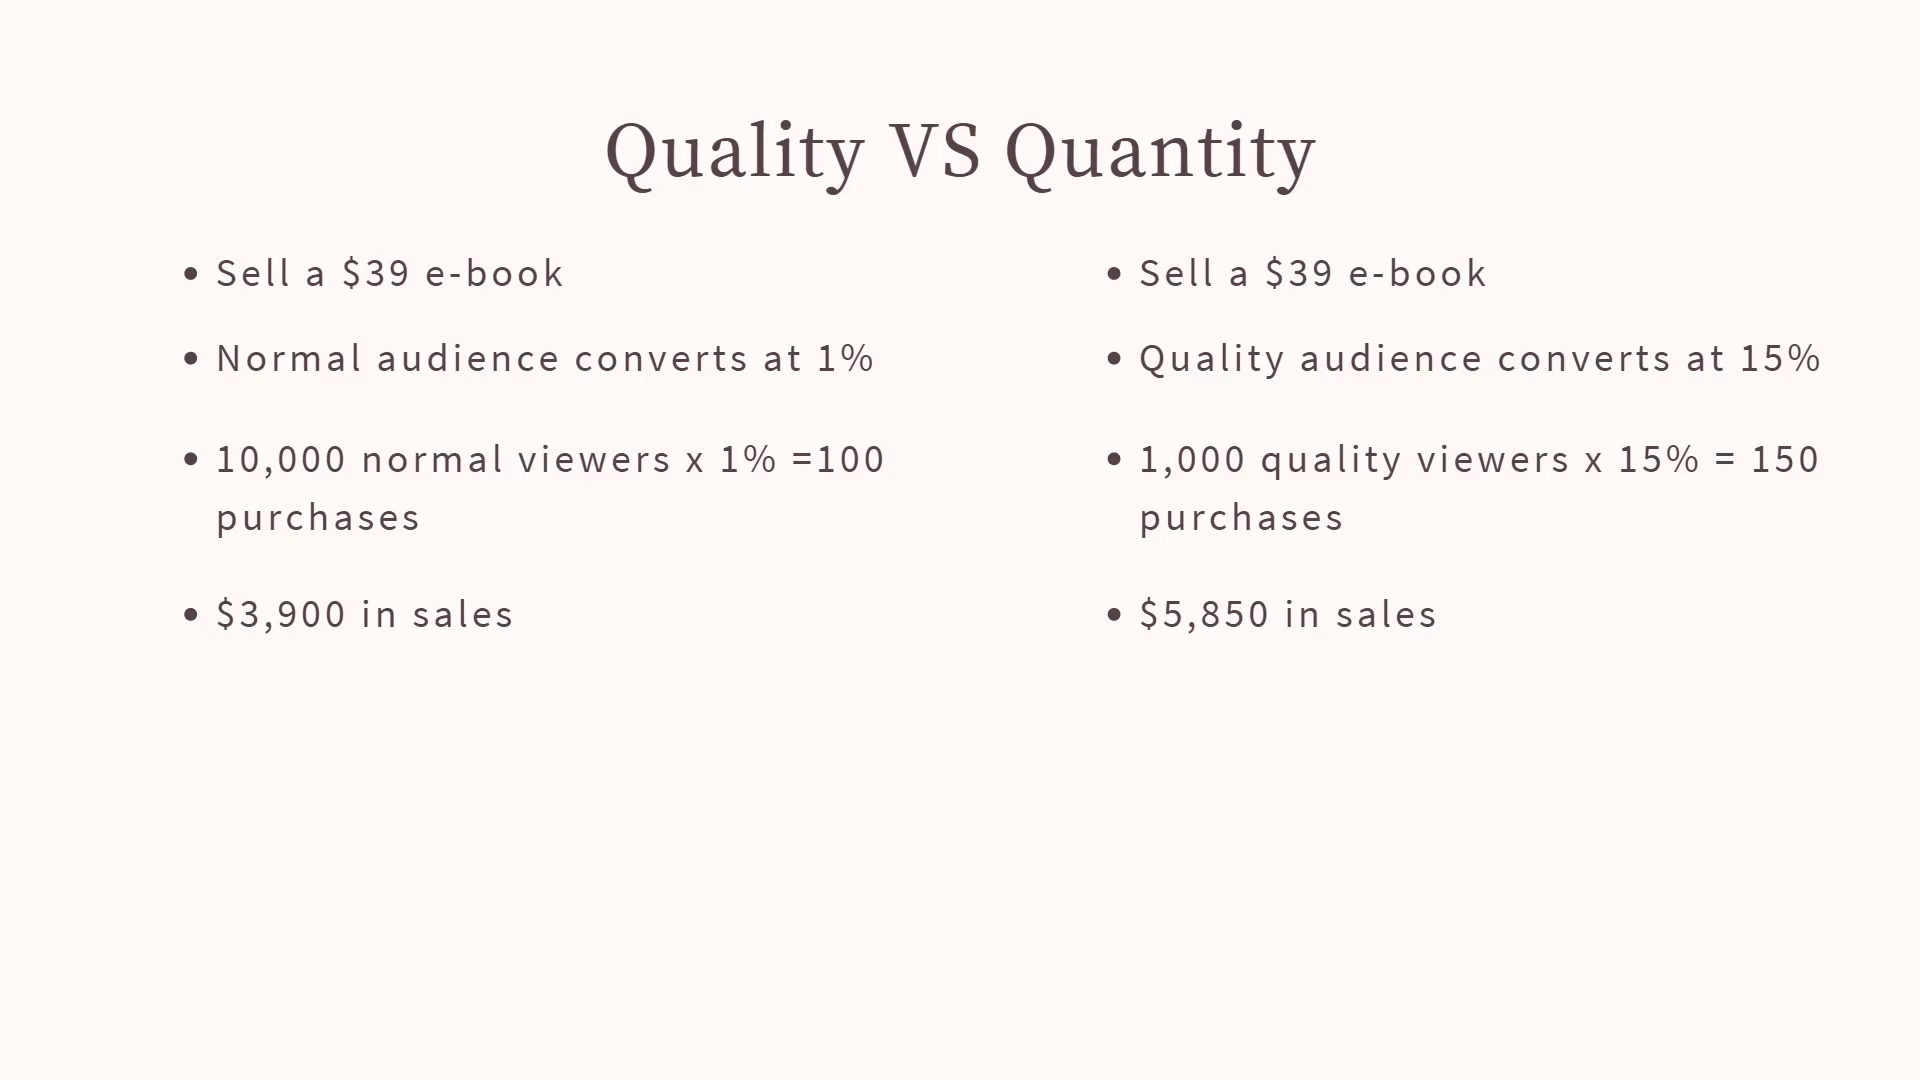 Quality VS Quantity
• Sell a $39 e-book
• Normal audience converts at 1%
• 10,000 normal viewers x 1% =100
purchases
• $3,900 in sales
• Sell a $39 e-book
• Quality audience converts at 15%
• 1,000 quality viewers x 15% = 150
purchases
• $5,850 in sales